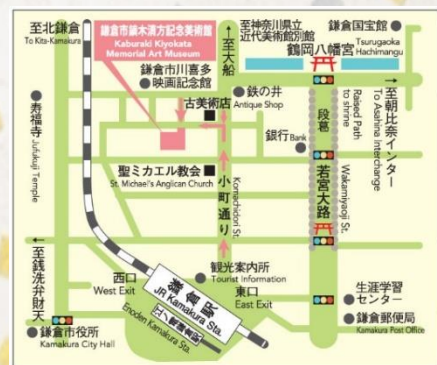 至北鎌倉
To Kita-Kamakura
鎌倉市鏑木清方記念美術館
Kaburaki Kiyokata
Memorial Art Museum
至大船
至神奈川県立
近代美術館別館
鎌倉国宝館
鶴岡八幡宮
Tsurugaoka
Hachimangu
鎌倉市川喜多
映画記念館
鉄の井
古美術店
Antique Shop
寿福寺
Jufukuji Temple
銀行 Bank
段葛
Raised Path
to shrine
至朝比奈インター
To Asahina Interchange
聖ミカエル教会
St. Michael's Anglican Church
小町通り
Komachidori St.
若宮大路
Wakamiyaoji St.
至銭洗弁財天
西口
West Exit
鎌倉駅
JR Kamakura Sta.
江ノ電鎌倉駅
Enoden Kamakura Sta.
観光案内所
Tourist Information
東口
East Exit
生涯学習
センター
鎌倉市役所
Kamakura City Hall
鎌倉郵便局
Kamakura Post Office